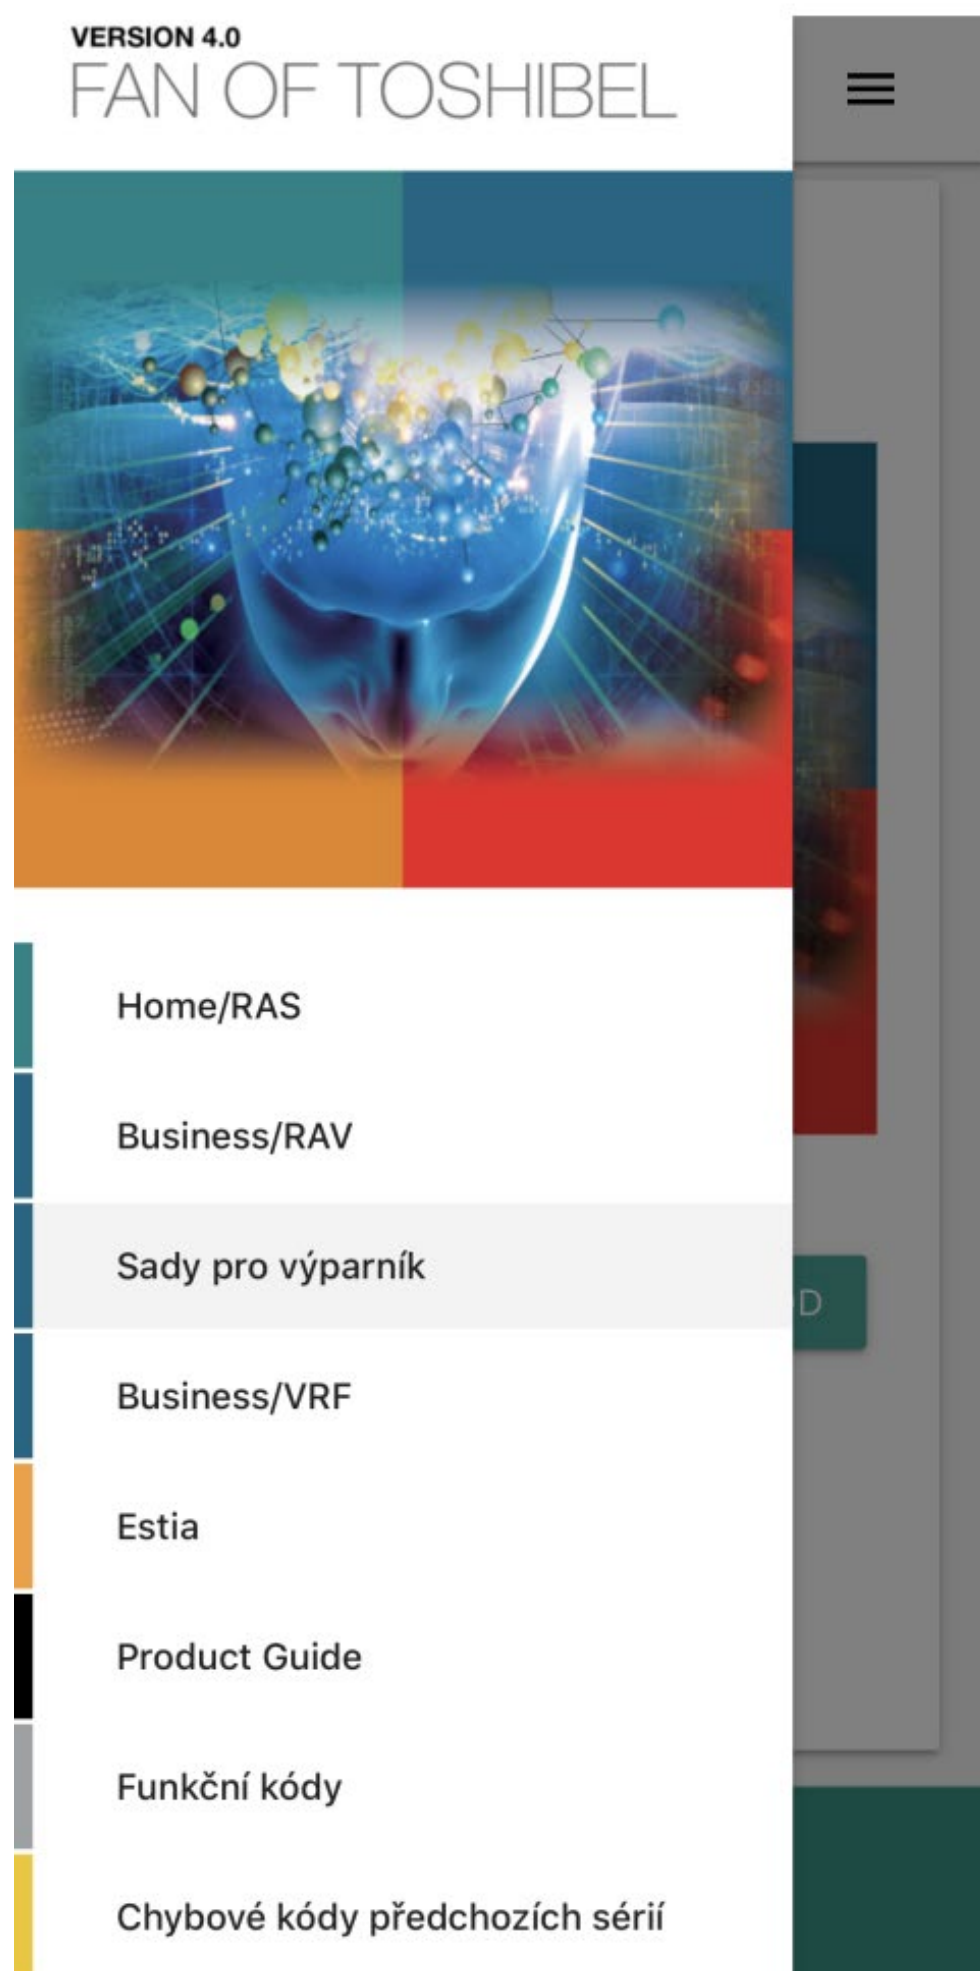 VERSION 4.0
FAN OF TOSHIBEL
Home/RAS
Business/RAV
Sady pro výparník
Business/VRF
Estia
Product Guide
Funkční kódy
Chybové kódy předchozích sérií